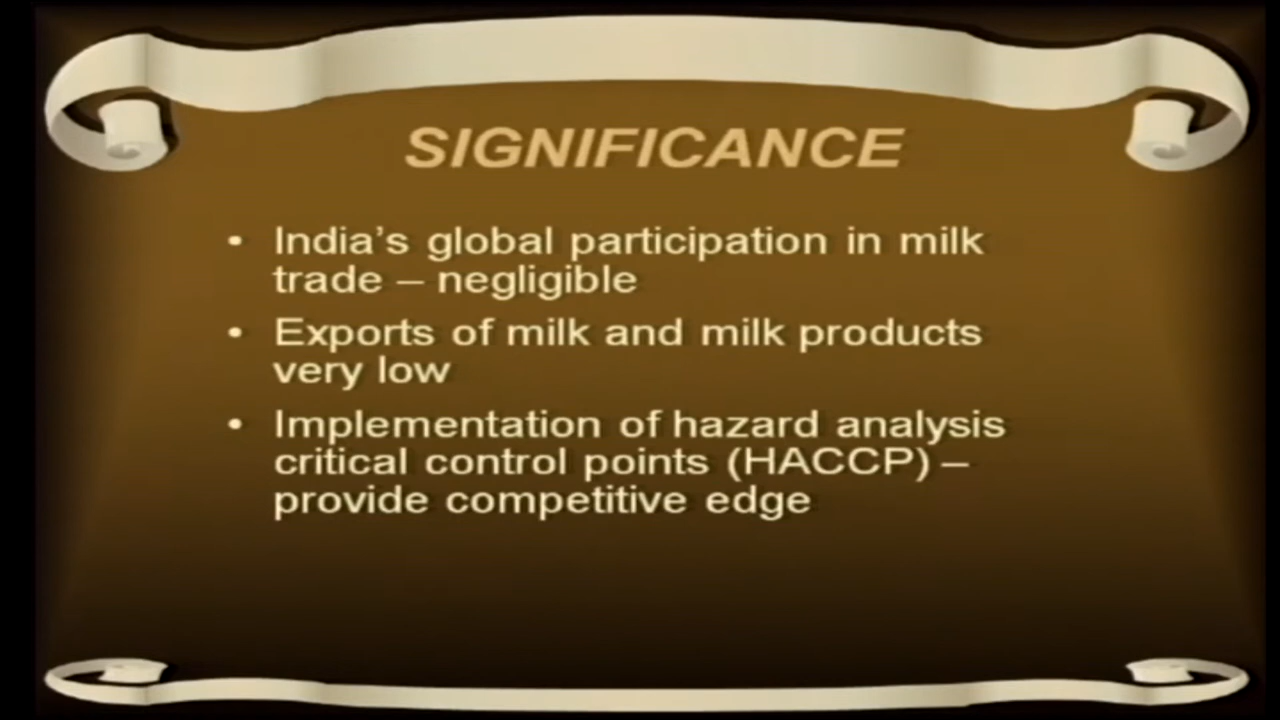 SIGNIFICANCE
• India’s global participation in milk
trade – negligible
• Exports of milk and milk products
very low
• Implementation of hazard analysis
critical control points (HACCP) –
provide competitive edge